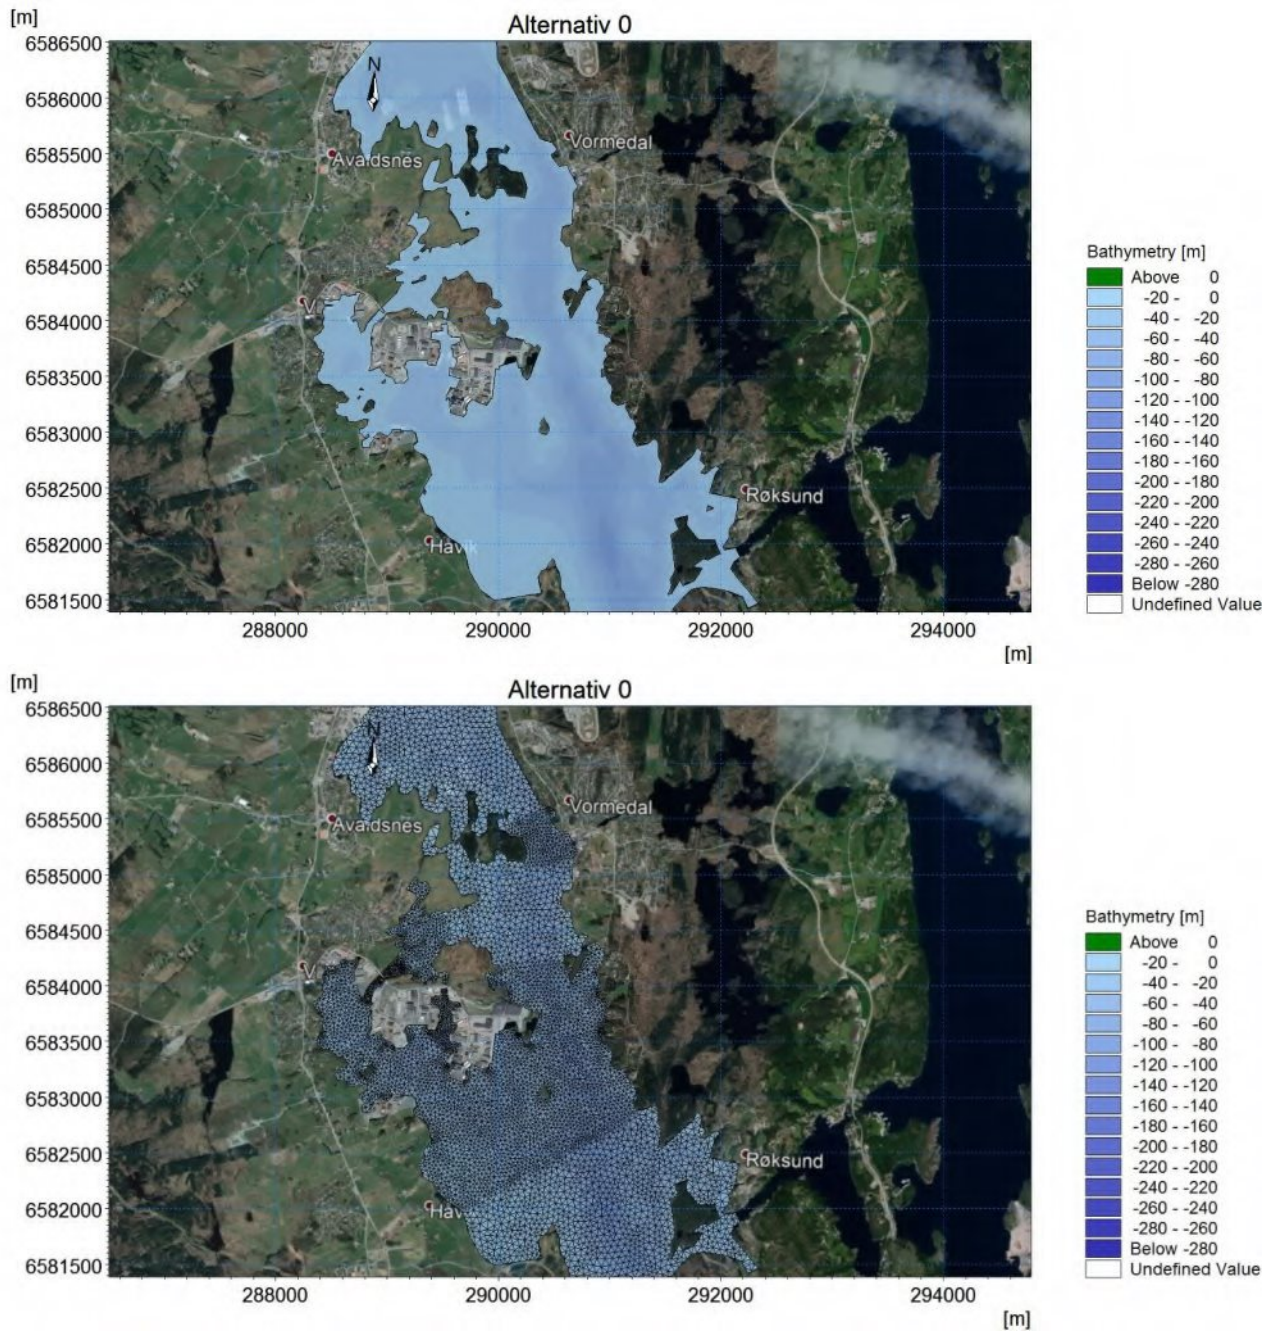 [m]
Alternativ 0
6586500
6586000
6585500
6585000
6584500
6584000
6583500
6583000
6582500
6582000
6581500
N
Avaldsnes
Vormedal
V
Røksund
Håvik
288000
290000
292000
294000
[m]
Bathymetry [m]
Above 0
-20 - 0
-40 - -20
-60 - -40
-80 - -60
-100 - -80
-120 - -100
-140 - -120
-160 - -140
-180 - -160
-200 - -180
-220 - -200
-240 - -220
-260 - -240
-280 - -260
Below -280
Undefined Value
[m]
Alternativ 0
6586500
6586000
6585500
6585000
6584500
6584000
6583500
6583000
6582500
6582000
6581500
N
Avaldsnes
Vormedal
V
Røksund
Håv
288000
290000
292000
294000
[m]
Bathymetry [m]
Above 0
-20 - 0
-40 - -20
-60 - -40
-80 - -60
-100 - -80
-120 - -100
-140 - -120
-160 - -140
-180 - -160
-200 - -180
-220 - -200
-240 - -220
-260 - -240
-280 - -260
Below -280
Undefined Value